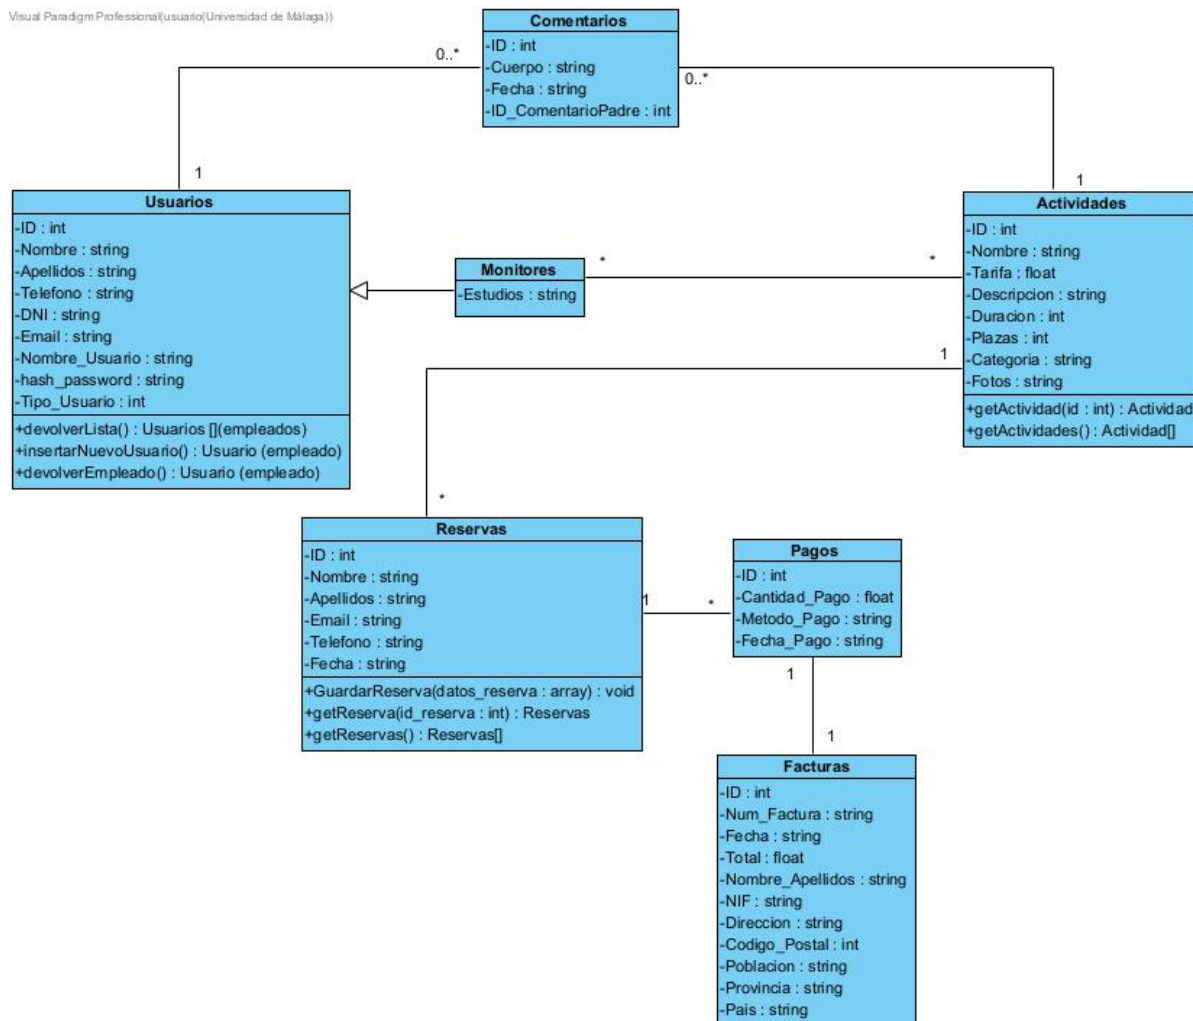 Visual Paradigm Professional(usuario(Universidad de Málaga))
Comentarios
-ID : int
-Cuerpo : string
-Fecha : string
-ID_ComentarioPadre : int
0..*
0..*
1
1
Usuarios
-ID : int
-Nombre : string
-Apellidos : string
-Telefono : string
-DNI : string
-Email : string
-Nombre_Usuario : string
-hash_password : string
-Tipo_Usuario : int
+devolverLista() : Usuarios [](empleados)
+insertarNuevoUsuario() : Usuario (empleado)
+devolverEmpleado() : Usuario (empleado)
Monitores
-Estudios : string
*
*
Actividades
-ID : int
-Nombre : string
-Tarifa : float
-Descripcion : string
-Duracion : int
-Plazas : int
-Categoria : string
-Fotos : string
+getActividad(id : int) : Actividad
+getActividades() : Actividad[]
1
*
Reservas
-ID : int
-Nombre : string
-Apellidos : string
-Email : string
-Telefono : string
-Fecha : string
+GuardarReserva(datos_reserva : array) : void
+getReserva(id_reserva : int) : Reservas
+getReservas() : Reservas[]
1
*
Pagos
-ID : int
-Cantidad_Pago : float
-Metodo_Pago : string
-Fecha_Pago : string
1
1
Facturas
-ID : int
-Num_Factura : string
-Fecha : string
-Total : float
-Nombre_Apellidos : string
-NIF : string
-Direccion : string
-Codigo_Postal : int
-Poblacion : string
-Provincia : string
-Pais : string